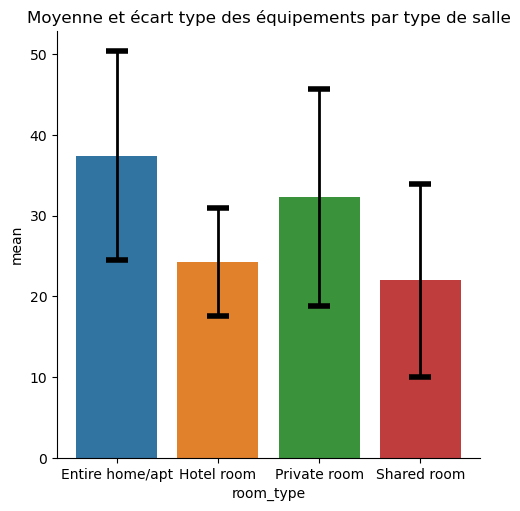 Moyenne et écart type des équipements par type de salle
50
40
30
20
10
0
mean
Entire home/apt Hotel room Private room Shared room
room_type